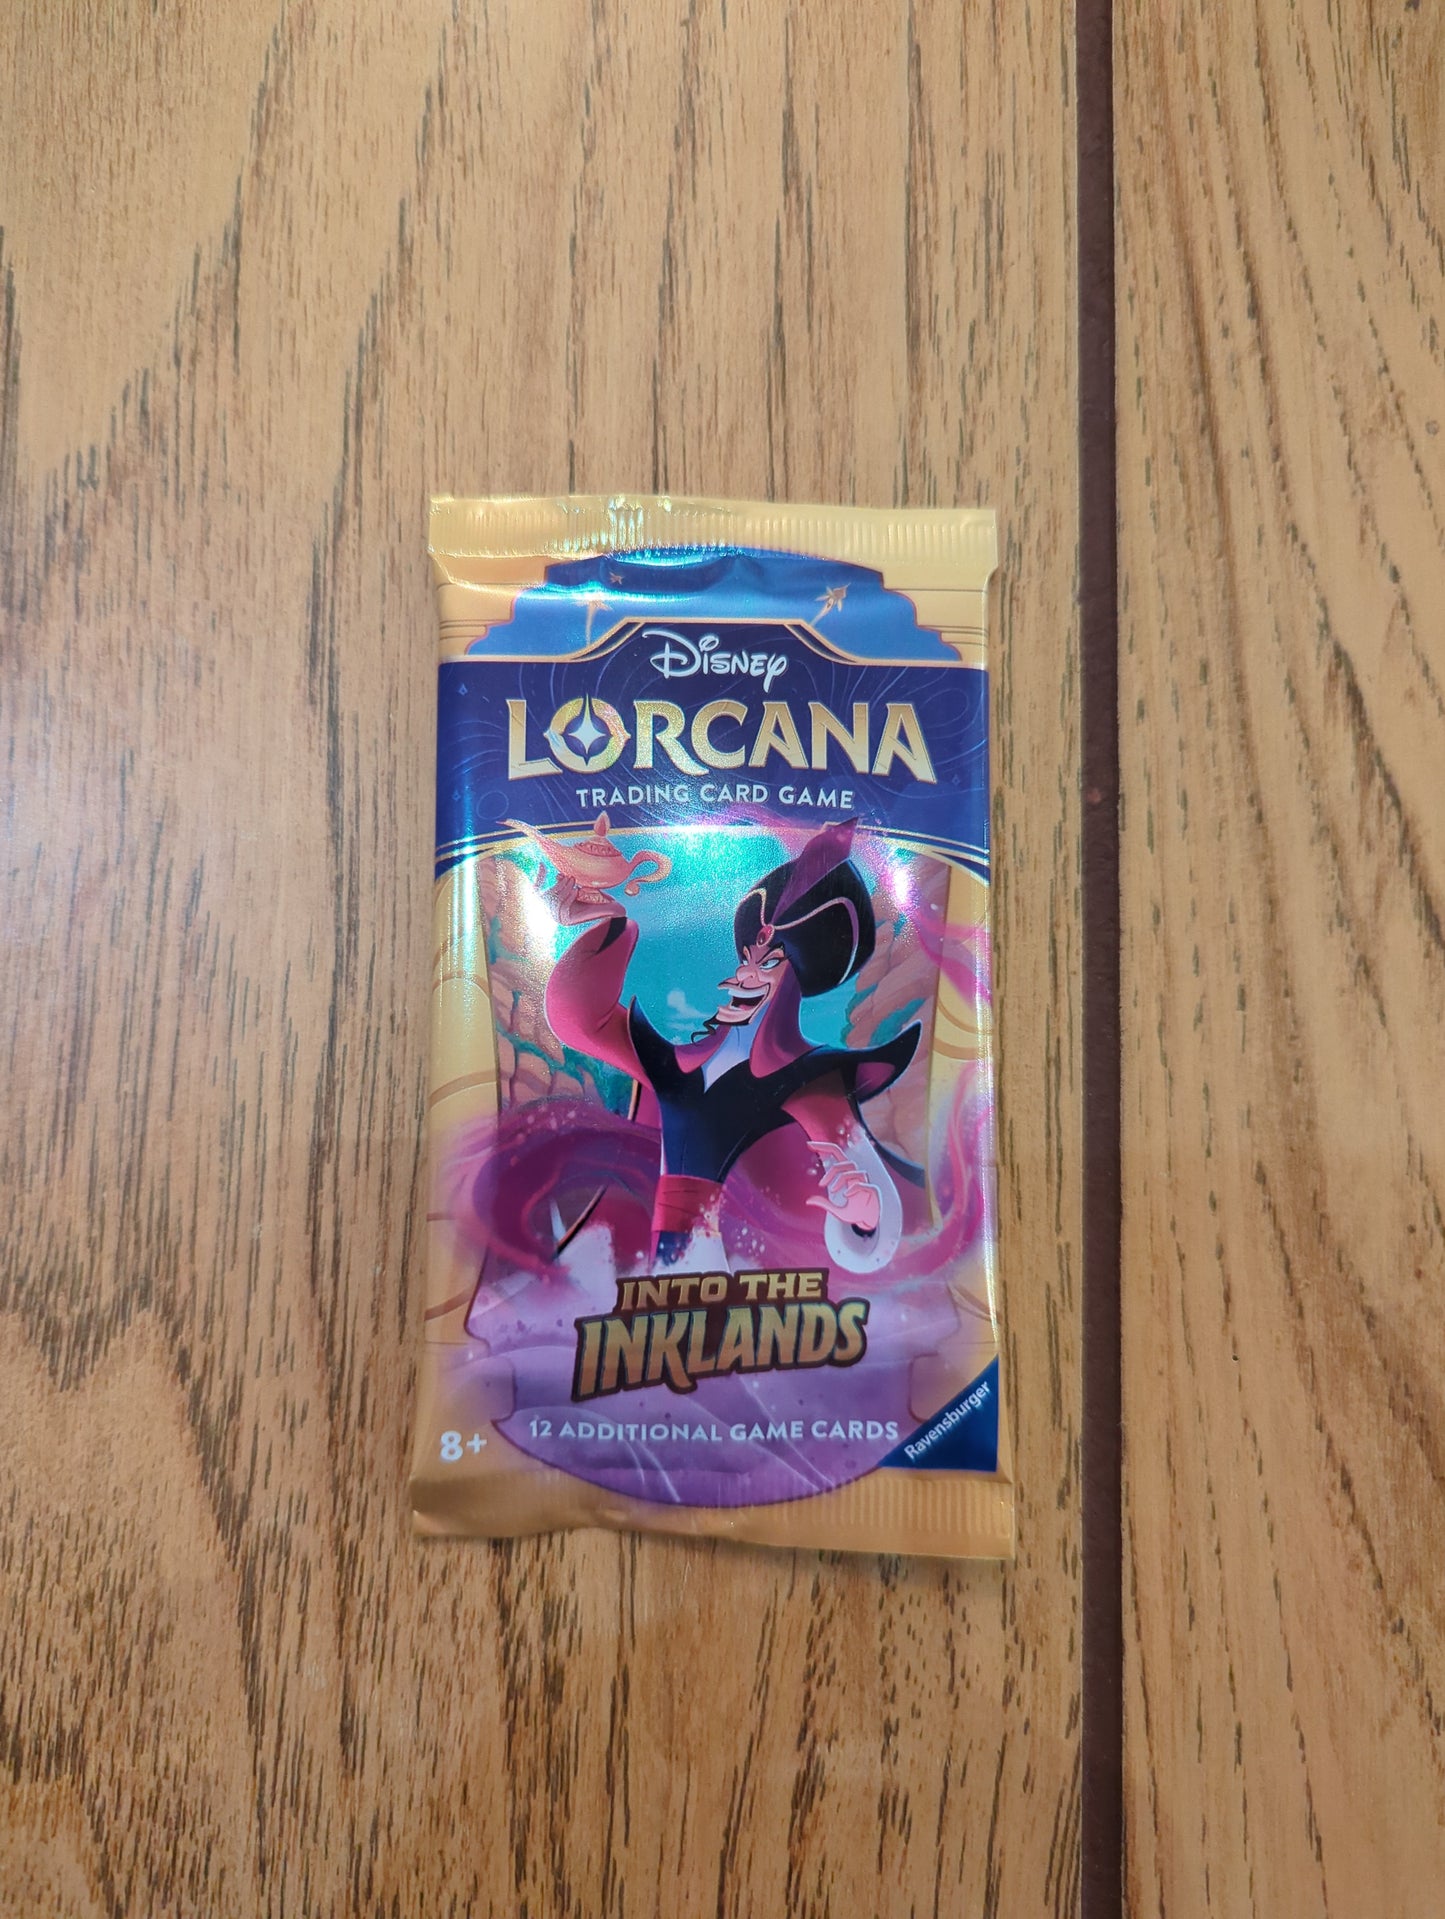 Disney
LORCANA
TRADING CARD GAME
INTO THE
INKLANDS
12 ADDITIONAL GAME CARDS
8+
Ravensburger